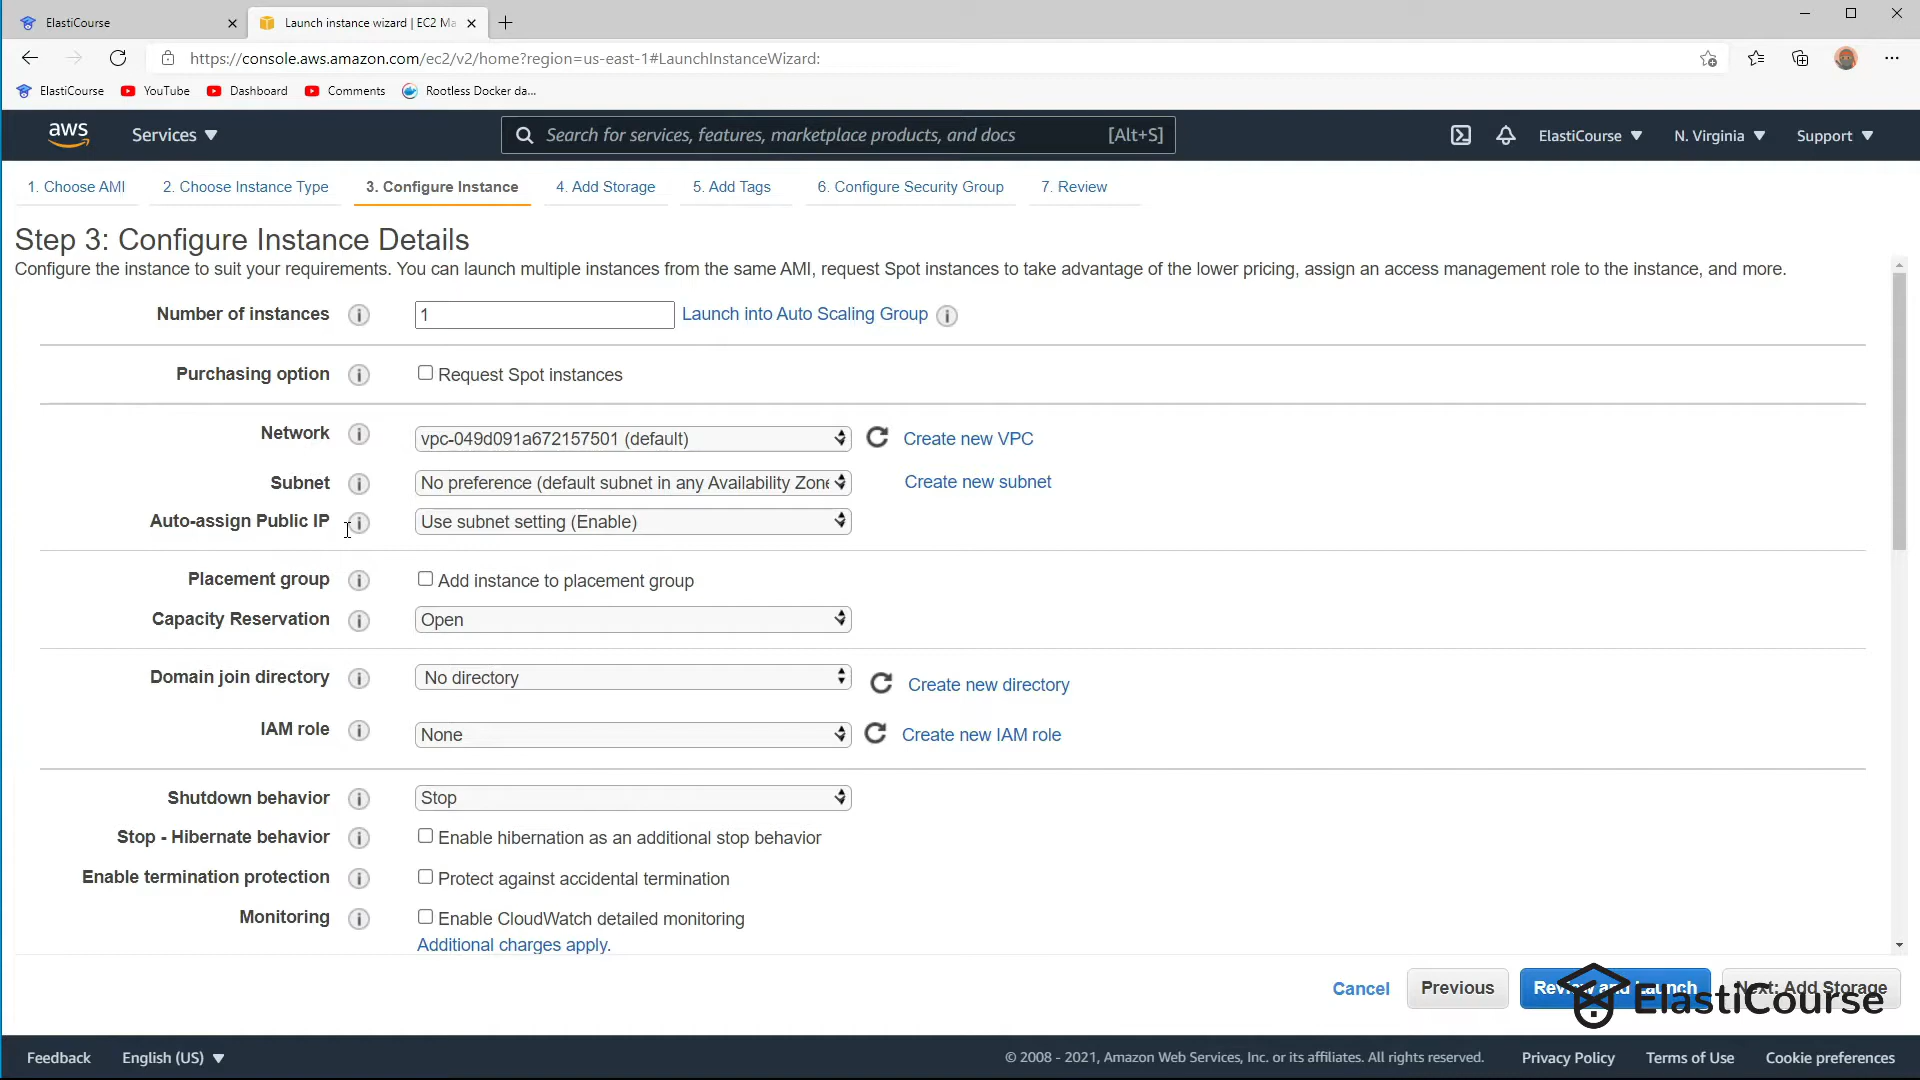 ElastiCourse
Launch instance wizard | EC2 Ma
https://console.aws.amazon.com/ec2/v2/home?region=us-east-1#LaunchInstanceWizard:
ElastiCourse YouTube Dashboard Comments Rootless Docker da...
aws Services Search for services, features, marketplace products, and docs [Alt+S] ElastiCourse N. Virginia Support
1. Choose AMI 2. Choose Instance Type 3. Configure Instance 4. Add Storage 5. Add Tags 6. Configure Security Group 7. Review
Step 3: Configure Instance Details
Configure the instance to suit your requirements. You can launch multiple instances from the same AMI, request Spot instances to take advantage of the lower pricing, assign an access management role to the instance, and more.
Number of instances i 1 Launch into Auto Scaling Group i
Purchasing option i Request Spot instances
Network i vpc-049d091a672157501 (default) Create new VPC
Subnet i No preference (default subnet in any Availability Zone Create new subnet
Auto-assign Public IP i Use subnet setting (Enable)
Placement group i Add instance to placement group
Capacity Reservation i Open
Domain join directory i No directory Create new directory
IAM role i None Create new IAM role
Shutdown behavior i Stop
Stop - Hibernate behavior i Enable hibernation as an additional stop behavior
Enable termination protection i Protect against accidental termination
Monitoring i Enable CloudWatch detailed monitoring
Additional charges apply.
Cancel Previous Review and Launch Next: Add Storage
ElastiCourse
Feedback English (US) © 2008 - 2021, Amazon Web Services, Inc. or its affiliates. All rights reserved. Privacy Policy Terms of Use Cookie preferences